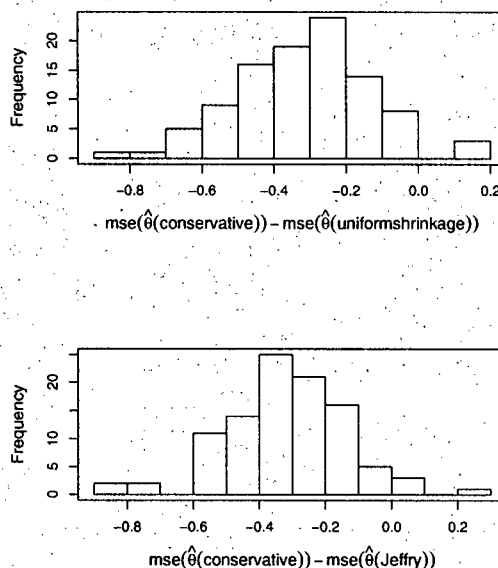 Frequency
0 5 10 15 20
−0.8 −0.6 −0.4 −0.2 0.0 0.2
mse(θ̂(conservative)) − mse(θ̂(uniformshrinkage))
Frequency
0 5 10 20
−0.8 −0.6 −0.4 −0.2 0.0 0.2
mse(θ̂(conservative)) − mse(θ̂(Jeffry))